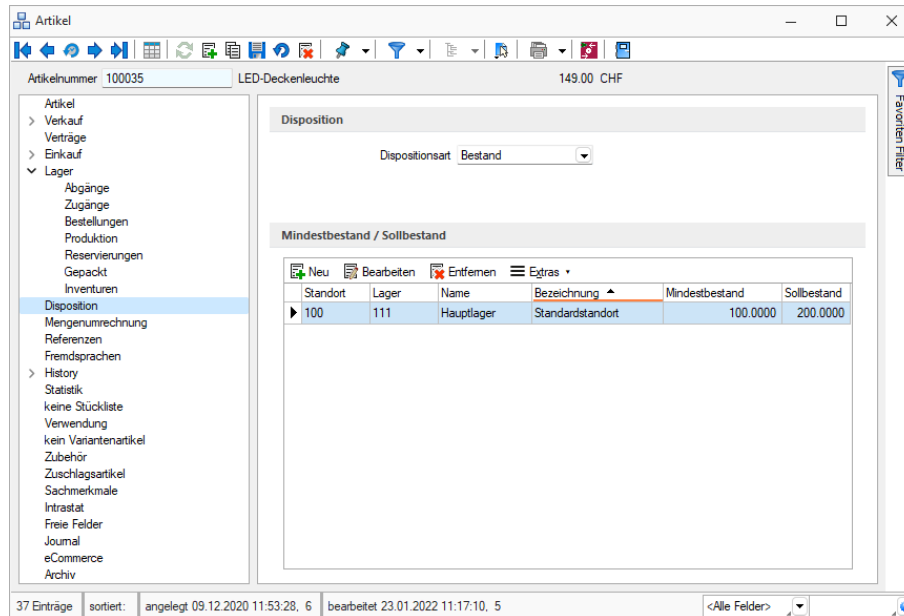 Artikel
Artikelnummer 100035 LED-Deckenleuchte 149.00 CHF
Favoriten Filter
Artikel
Verkauf
Verträge
Einkauf
Lager
Abgänge
Zugänge
Bestellungen
Produktion
Reservierungen
Gepackt
Inventuren
Disposition
Mengenumrechnung
Referenzen
Fremdsprachen
History
Statistik
keine Stückliste
Verwendung
kein Variantenartikel
Zubehör
Zuschlagsartikel
Sachmerkmale
Intrastat
Freie Felder
Journal
eCommerce
Archiv
Disposition
Dispositionsart Bestand
Mindestbestand / Sollbestand
Neu Bearbeiten Entfernen Extras
Standort Lager Name Bezeichnung Mindestbestand Sollbestand
100 111 Hauptlager Standardstandort 100.0000 200.0000
37 Einträge sortiert: angelegt 09.12.2020 11:53:28, 6 bearbeitet 23.01.2022 11:17:10, 5 <Alle Felder>